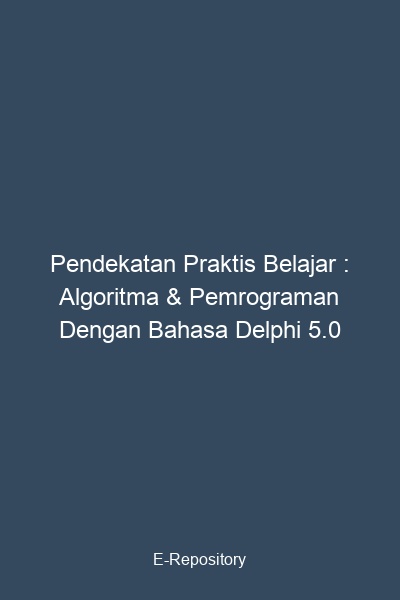 Pendekatan Praktis Belajar :
Algoritma & Pemrograman
Dengan Bahasa Delphi 5.0
E-Repository